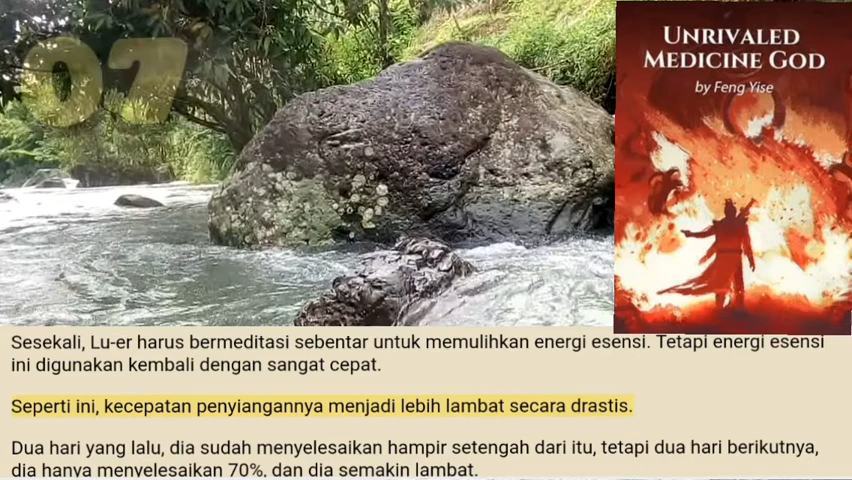 07
UNRIVALED
MEDICINE GOD
by Feng Yise
Sesekali, Lu-er harus bermeditasi sebentar untuk memulihkan energi esensi. Tetapi energi esensi
ini digunakan kembali dengan sangat cepat.
Seperti ini, kecepatan penyiangannya menjadi lebih lambat secara drastis.
Dua hari yang lalu, dia sudah menyelesaikan hampir setengah dari itu, tetapi dua hari berikutnya,
dia hanya menyelesaikan 70%, dan dia semakin lambat.